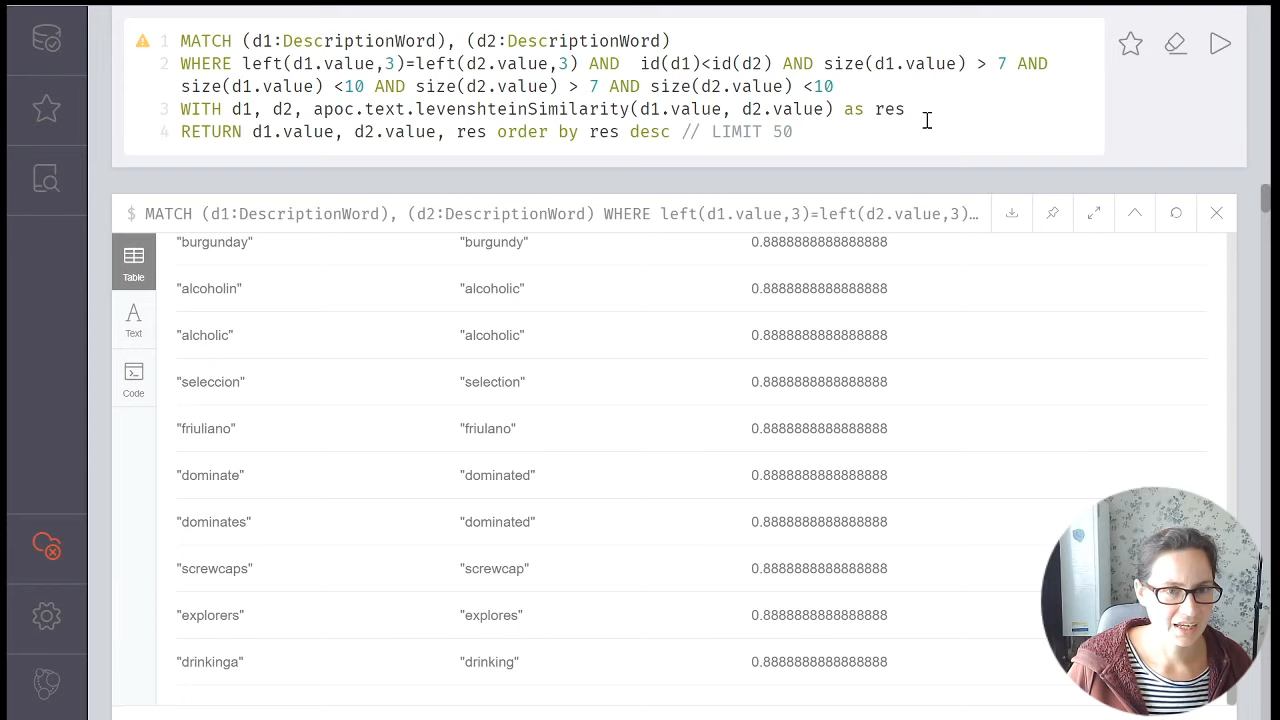 1 MATCH (d1:DescriptionWord), (d2:DescriptionWord)
2 WHERE left(d1.value,3)=left(d2.value,3) AND  id(d1)<id(d2) AND size(d1.value) > 7 AND
size(d1.value) <10 AND size(d2.value) > 7 AND size(d2.value) <10
3 WITH d1, d2, apoc.text.levenshteinSimilarity(d1.value, d2.value) as res
4 RETURN d1.value, d2.value, res order by res desc // LIMIT 50
$ MATCH (d1:DescriptionWord), (d2:DescriptionWord) WHERE left(d1.value,3)=left(d2.value,3)…
Table
Text
Code
"burgunday" "burgundy" 0.8888888888888888
"alcoholin" "alcoholic" 0.8888888888888888
"alcholic" "alcoholic" 0.8888888888888888
"seleccion" "selection" 0.8888888888888888
"friuliano" "friulano" 0.8888888888888888
"dominate" "dominated" 0.8888888888888888
"dominates" "dominated" 0.8888888888888888
"screwcaps" "screwcap" 0.8888888888888888
"explorers" "explores" 0.8888888888888888
"drinkinga" "drinking" 0.8888888888888888